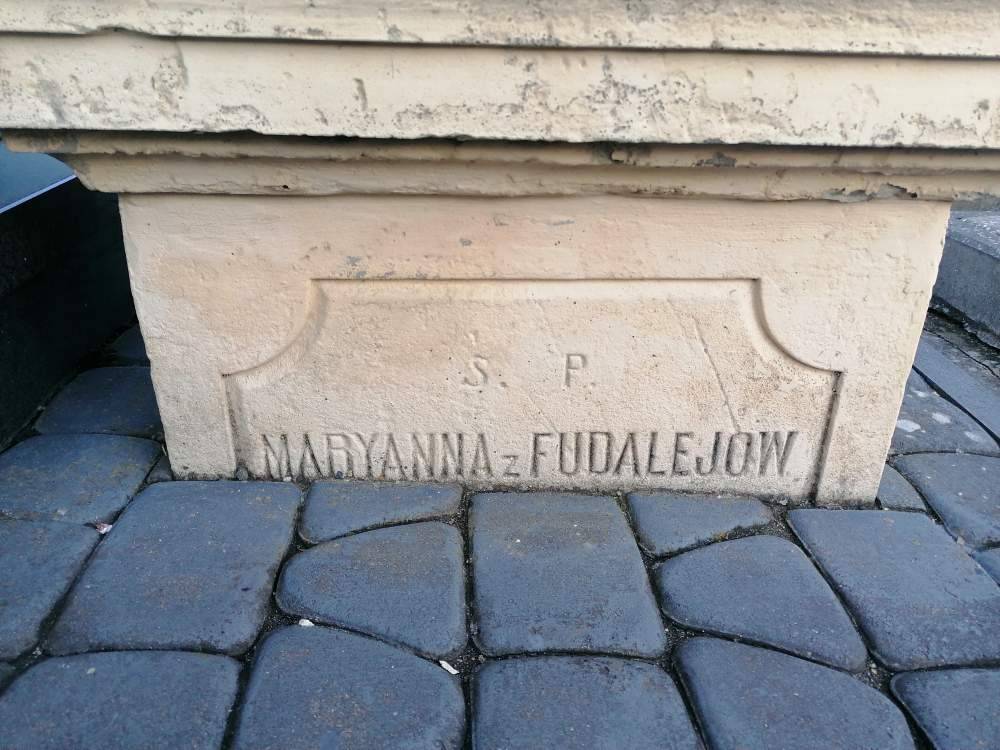 Ś. P.
MARYANNA z FUDALEJÓW.